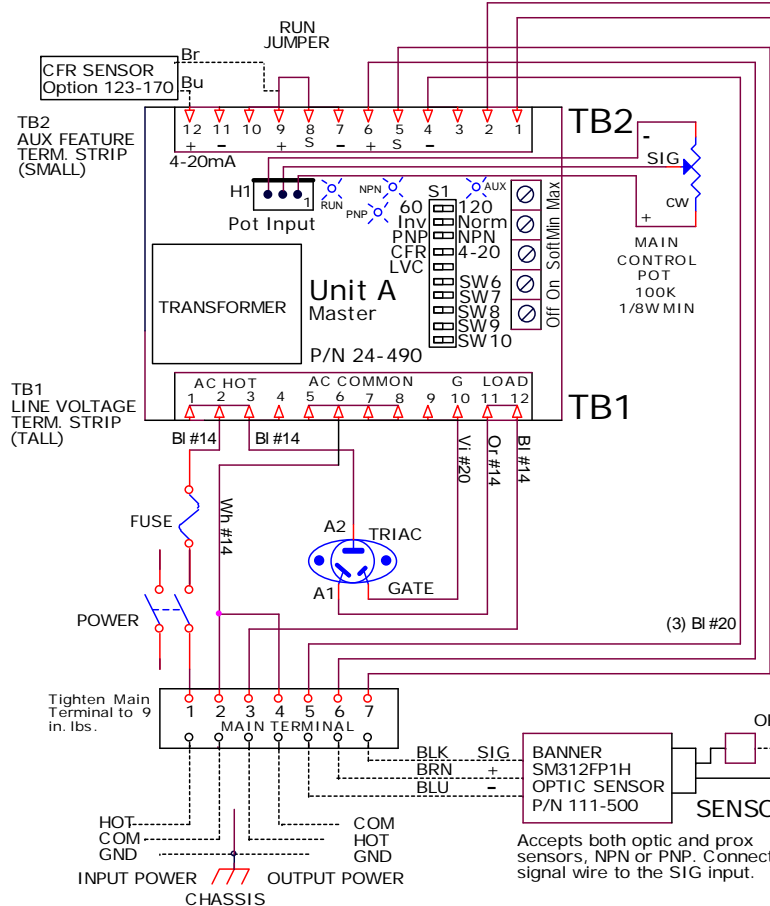 RUN
JUMPER
Br
CFR SENSOR
Option 123-170
Bu
TB2
AUX FEATURE
TERM. STRIP
(SMALL)
12 11 10 9 8 7 6 5 4 3 2 1
+ − + S − + S −
4-20mA
TB2
H1
1
Pot Input
RUN
NPN
PNP
AUX
S1
60 120
Inv Norm
PNP NPN
CFR 4-20
LVC
SW6
SW7
SW8
SW9
SW10
Off On Soft Min Max
-
SIG
CW
+
MAIN
CONTROL
POT
100K
1/8W MIN
TRANSFORMER
Unit A
Master
P/N 24-490
TB1
LINE VOLTAGE
TERM. STRIP
(TALL)
AC HOT AC COMMON G LOAD
1 2 3 4 5 6 7 8 9 10 11 12
TB1
Bl #14
Bl #14
Wh #14
Vi #20
Or #14
Bl #14
FUSE
A2
TRIAC
A1
GATE
POWER
(3) Bl #20
Tighten Main
Terminal to 9
in. lbs.
1 2 3 4 5 6 7
MAIN TERMINAL
BLK SIG
BRN +
BLU −
BANNER
SM312FP1H
OPTIC SENSOR
P/N 111-500
SENSO
HOT
COM
GND
COM
HOT
GND
INPUT POWER
OUTPUT POWER
CHASSIS
Accepts both optic and prox
sensors, NPN or PNP. Connect
signal wire to the SIG input.